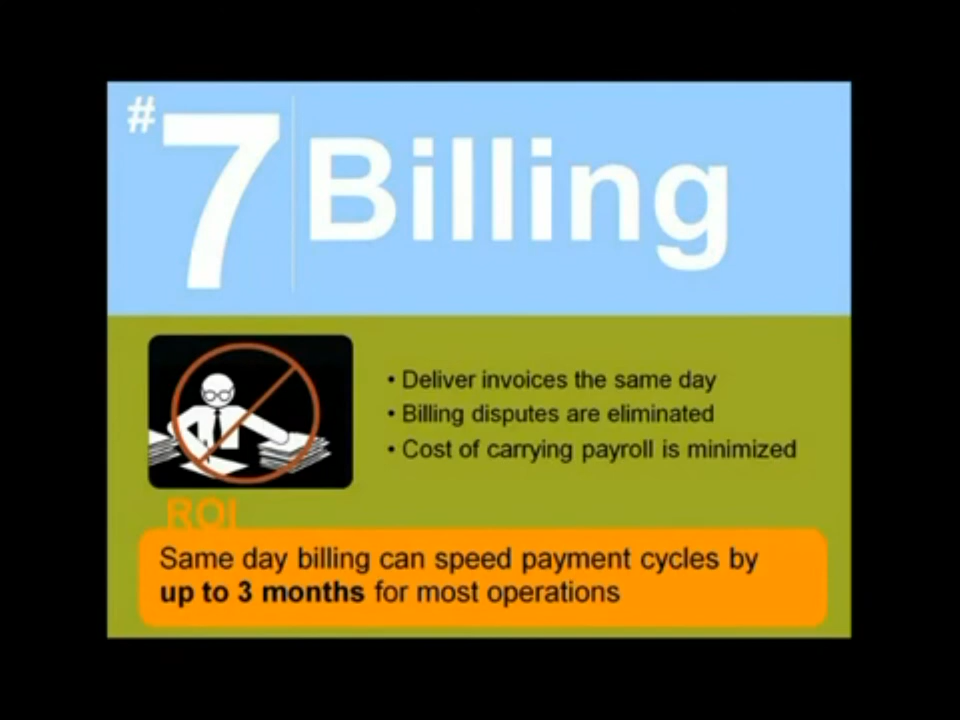 #7 Billing
• Deliver invoices the same day
• Billing disputes are eliminated
• Cost of carrying payroll is minimized
ROI
Same day billing can speed payment cycles by
up to 3 months for most operations